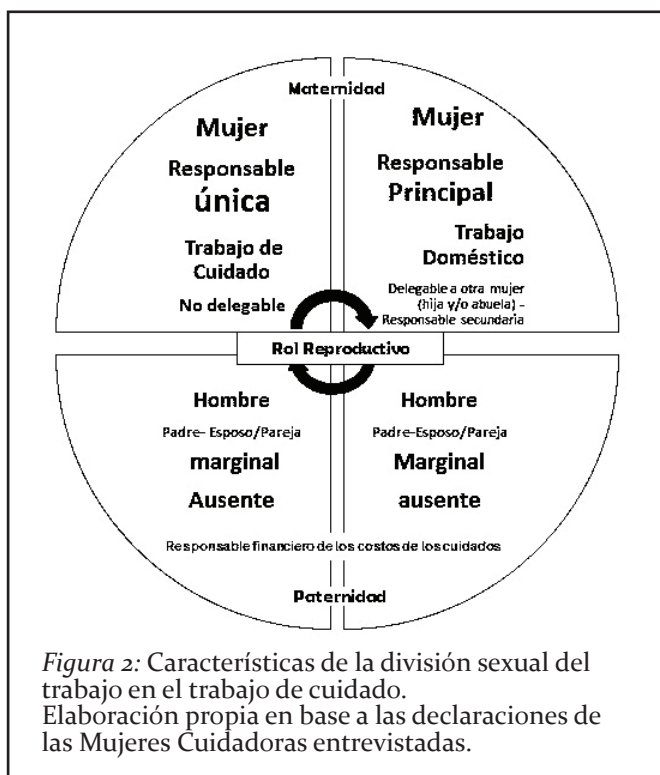 Maternidad
Mujer
Responsable
única
Trabajo de
Cuidado
No delegable
Mujer
Responsable
Principal
Trabajo
Doméstico
Delegable a otra mujer
(hija y/o abuela) –
Responsable secundaria
Rol Reproductivo
Hombre
Padre- Esposo/Pareja
marginal
Ausente
Hombre
Padre-Esposo/Pareja
Marginal
ausente
Responsable financiero de los costos de los cuidados
Paternidad
Figura 2: Características de la división sexual del
trabajo en el trabajo de cuidado.
Elaboración propia en base a las declaraciones de
las Mujeres Cuidadoras entrevistadas.